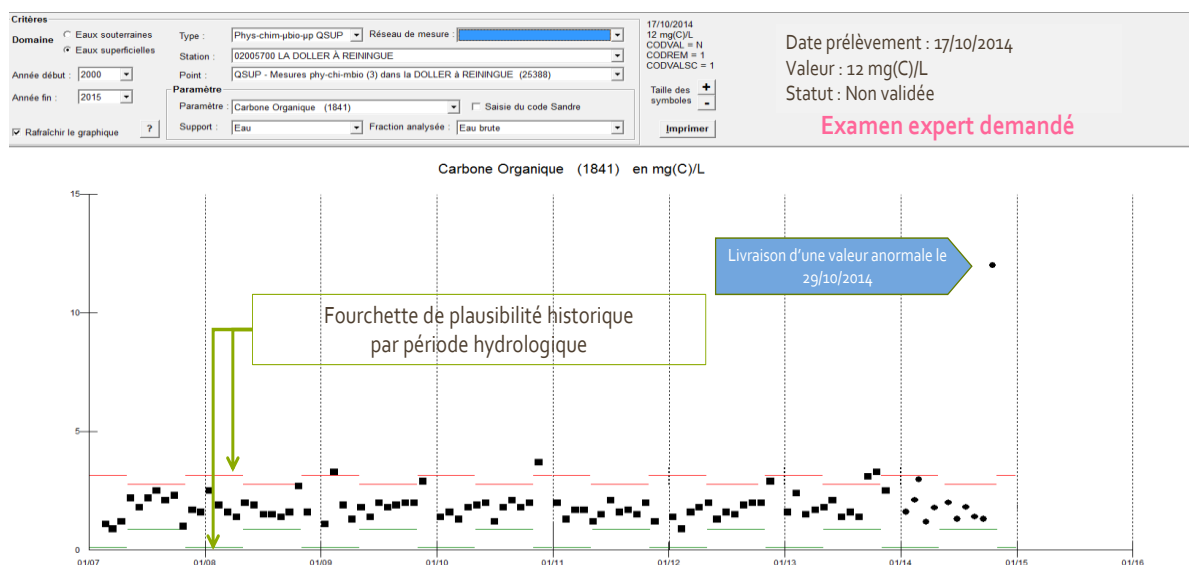 Critères
Domaine
Eaux souterraines
Eaux superficielles
Année début : 2000
Année fin : 2015
Rafraîchir le graphique
?
Type : Phys-chim-µbio-µp QSUP
Réseau de mesure :
Station : 02005700 LA DOLLER À REININGUE
Point : QSUP - Mesures phy-chi-mbio (3) dans la DOLLER à REININGUE (25388)
Paramètre
Paramètre : Carbone Organique (1841)
Saisie du code Sandre
Support : Eau
Fraction analysée : Eau brute
17/10/2014
12 mg(C)/L
CODVAL = N
CODREM = 1
CODVALSC = 1
Taille des symboles
+
-
Imprimer
Date prélèvement : 17/10/2014
Valeur : 12 mg(C)/L
Statut : Non validée
Examen expert demandé
Carbone Organique (1841) en mg(C)/L
15
10
5
0
Livraison d'une valeur anormale le
29/10/2014
Fourchette de plausibilité historique
par période hydrologique
01/07 01/08 01/09 01/10 01/11 01/12 01/13 01/14 01/15 01/16